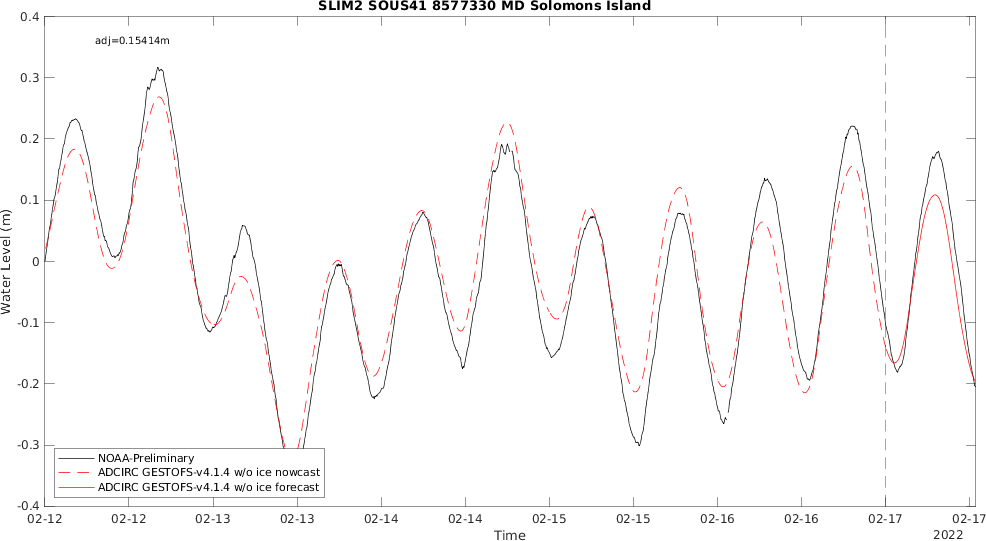 SLIM2 SOUS41 8577330 MD Solomons Island
adj=0.15414m
0.4
0.3
0.2
0.1
0
-0.1
-0.2
-0.3
-0.4
Water Level (m)
NOAA-Preliminary
ADCIRC GESTOFS-v4.1.4 w/o ice nowcast
ADCIRC GESTOFS-v4.1.4 w/o ice forecast
02-12 02-12 02-13 02-13 02-14 02-14 02-15 02-15 02-16 02-16 02-17 02-17
Time
2022